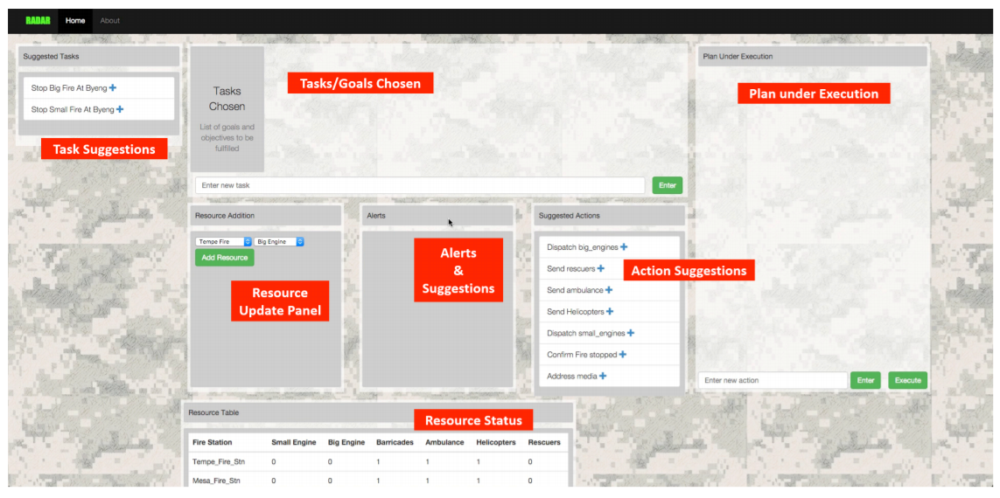 RADAR Home About
Suggested Tasks
Stop Big Fire At Byeng
Stop Small Fire At Byeng
Task Suggestions
Tasks
Chosen
List of goals and
objectives to be
fulfilled
Tasks/Goals Chosen
Enter new task
Enter
Plan Under Execution
Plan under Execution
Resource Addition
Tempe Fire Big Engine
Add Resource
Resource
Update Panel
Alerts
Alerts
&
Suggestions
Suggested Actions
Dispatch big_engines
Send rescuers
Send ambulance
Send Helicopters
Dispatch small_engines
Confirm Fire stopped
Address media
Action Suggestions
Enter new action
Enter Execute
Resource Table
Resource Status
Fire Station Small Engine Big Engine Barricades Ambulance Helicopters Rescuers
Tempe_Fire_Stn 0 0 1 1 1 0
Mesa_Fire_Stn 0 0 1 1 1 0